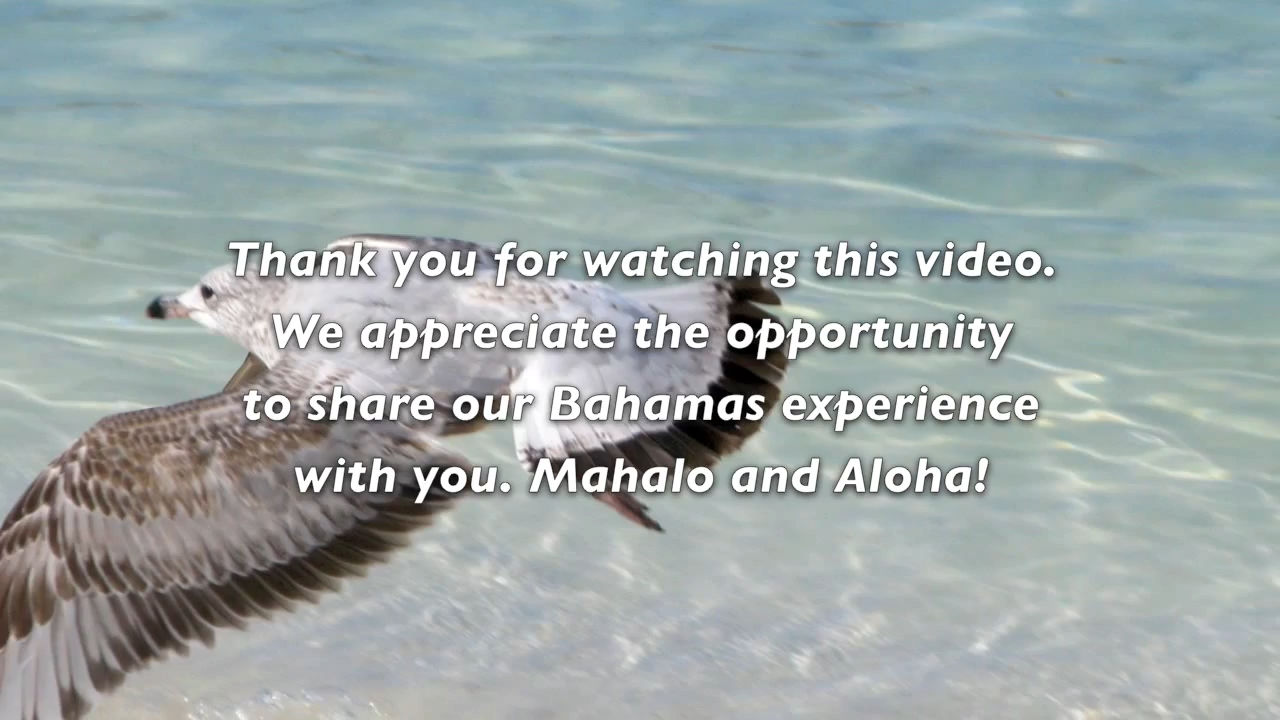 Thank you for watching this video.
We appreciate the opportunity
to share our Bahamas experience
with you. Mahalo and Aloha!